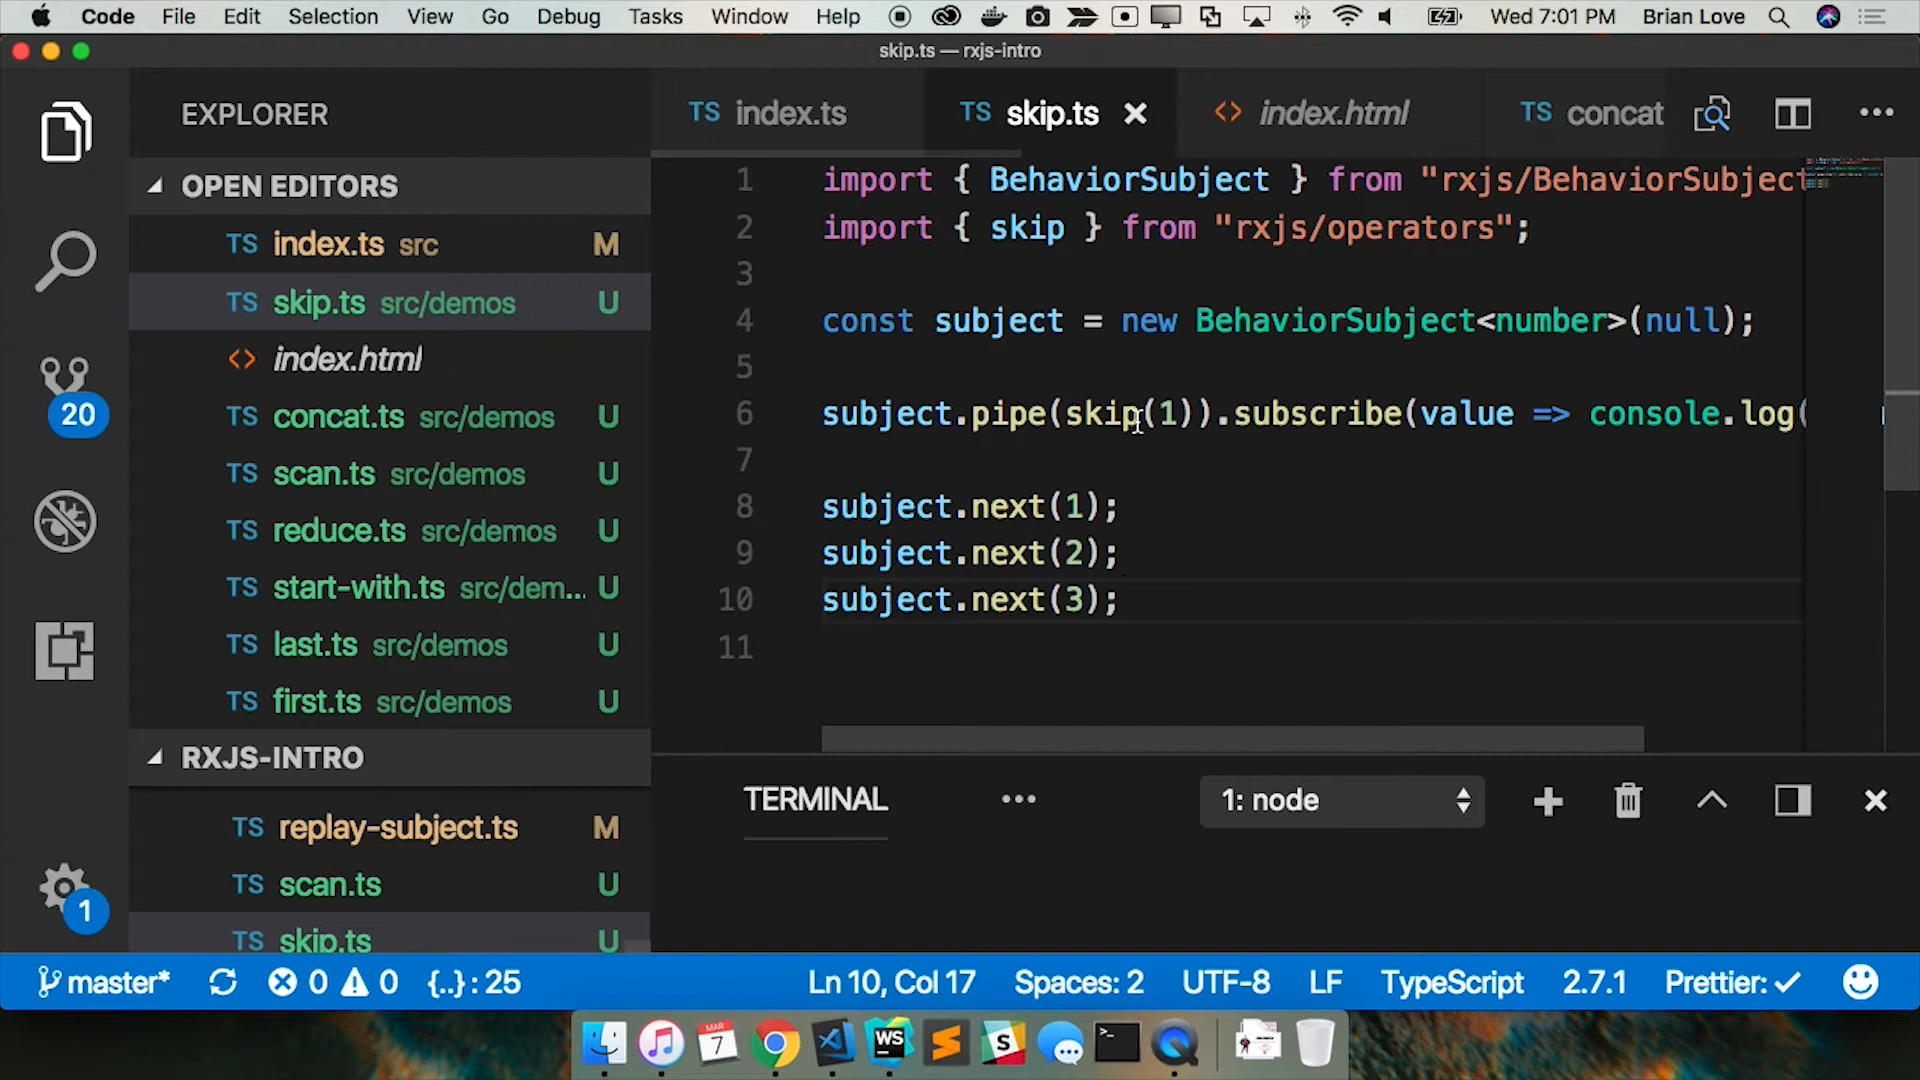 Code File Edit Selection View Go Debug Tasks Window Help Wed 7:01 PM Brian Love
skip.ts — rxjs-intro
EXPLORER
TS index.ts TS skip.ts <> index.html TS concat
OPEN EDITORS
TS index.ts src M
TS skip.ts src/demos U
<> index.html
TS concat.ts src/demos U
TS scan.ts src/demos U
TS reduce.ts src/demos U
TS start-with.ts src/dem... U
TS last.ts src/demos U
TS first.ts src/demos U
RXJS-INTRO
TS replay-subject.ts M
TS scan.ts U
TS skip.ts U
20
1
1 import { BehaviorSubject } from "rxjs/BehaviorSubject
2 import { skip } from "rxjs/operators";
3
4 const subject = new BehaviorSubject<number>(null);
5
6 subject.pipe(skip(1)).subscribe(value => console.log(
7
8 subject.next(1);
9 subject.next(2);
10 subject.next(3);
11
TERMINAL ••• 1: node
master* 0 0 {..} : 25 Ln 10, Col 17 Spaces: 2 UTF-8 LF TypeScript 2.7.1 Prettier: ✓
MAR
7
WS
S
>_